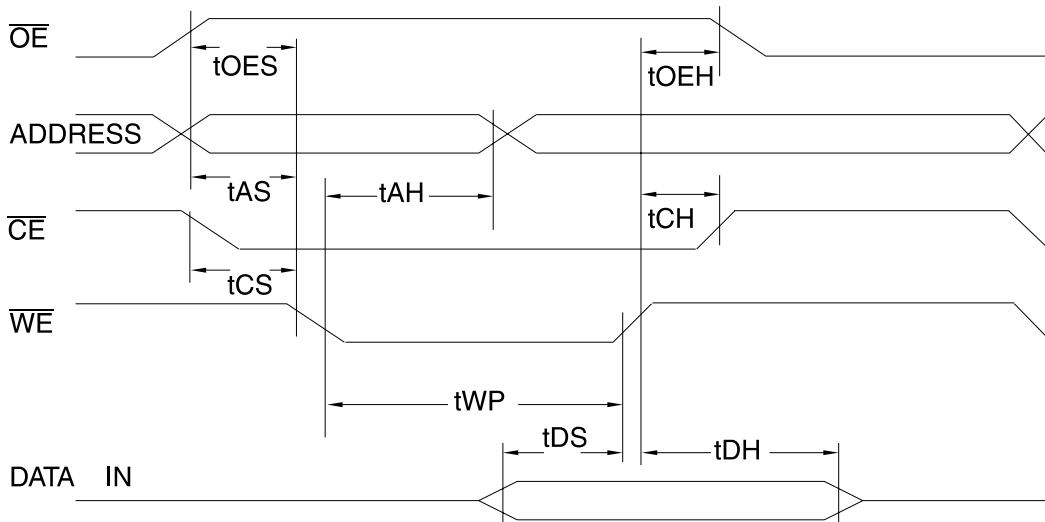 OE
tOES
tOEH
ADDRESS
tAS
tAH
tCH
CE
tCS
WE
tWP
tDS
tDH
DATA IN